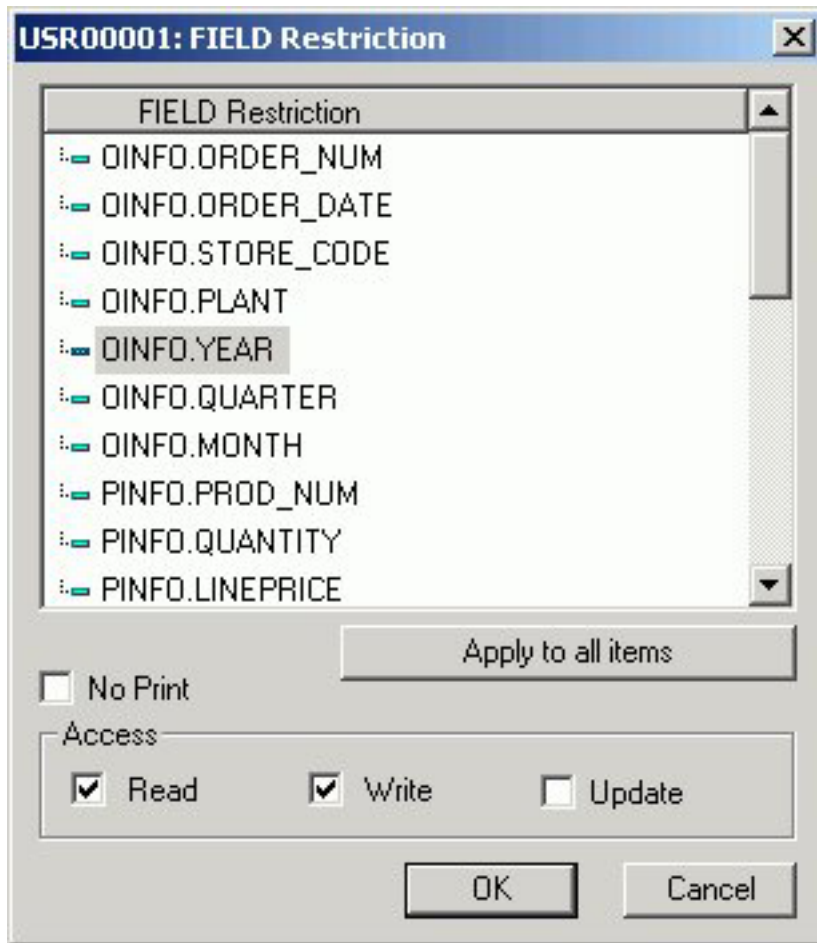 USR00001: FIELD Restriction
FIELD Restriction
OINFO.ORDER_NUM
OINFO.ORDER_DATE
OINFO.STORE_CODE
OINFO.PLANT
OINFO.YEAR
OINFO.QUARTER
OINFO.MONTH
PINFO.PROD_NUM
PINFO.QUANTITY
PINFO.LINEPRICE
Apply to all items
No Print
Access
Read Write Update
OK Cancel